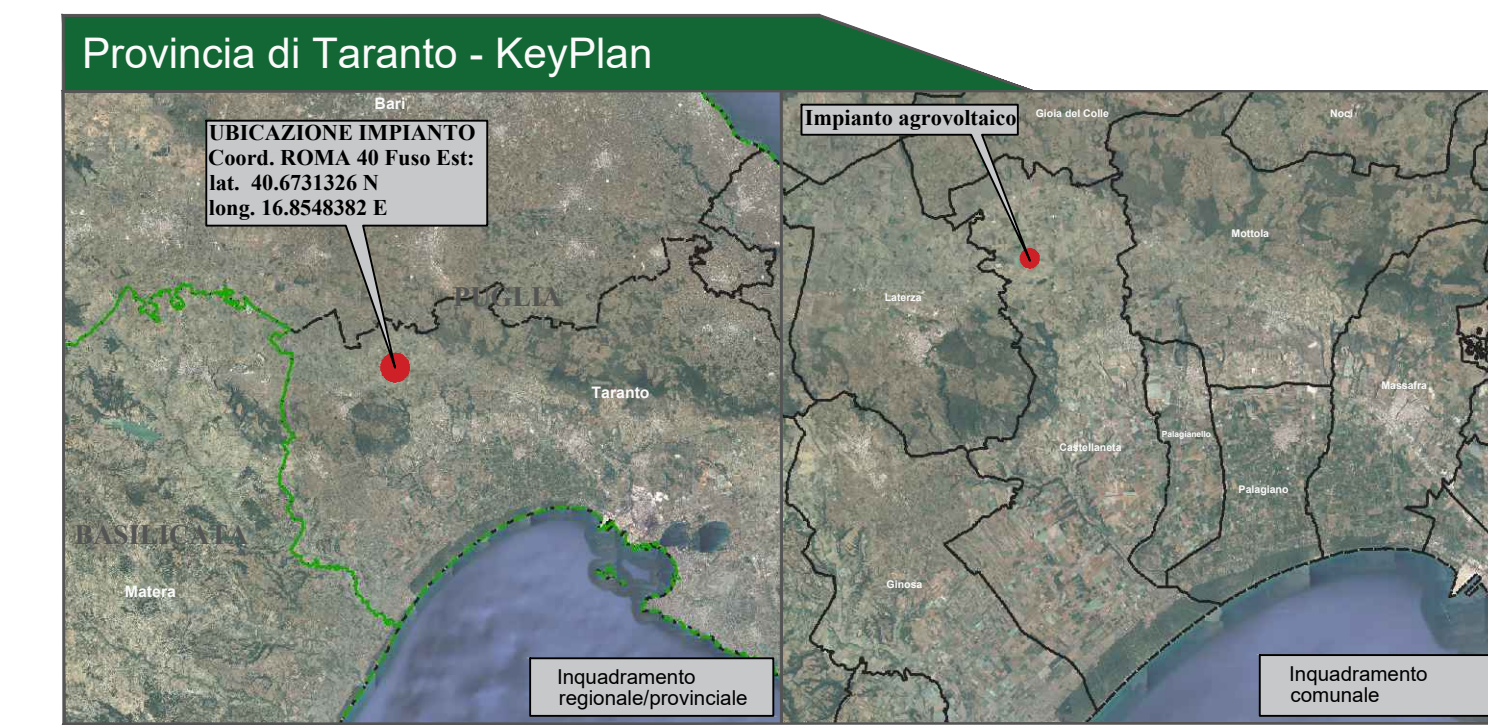 Provincia di Taranto - KeyPlan
Bari
UBICAZIONE IMPIANTO
Coord. ROMA 40 Fuso Est:
lat. 40.6731326 N
long. 16.8548382 E
PUGLIA
Taranto
BASILICATA
Matera
Inquadramento
regionale/provinciale
Impianto agrovoltaico
Gioia del Colle
Noci
Mottola
Laterza
Massafra
Palagianello
Castellaneta
Palagiano
Ginosa
Inquadramento
comunale